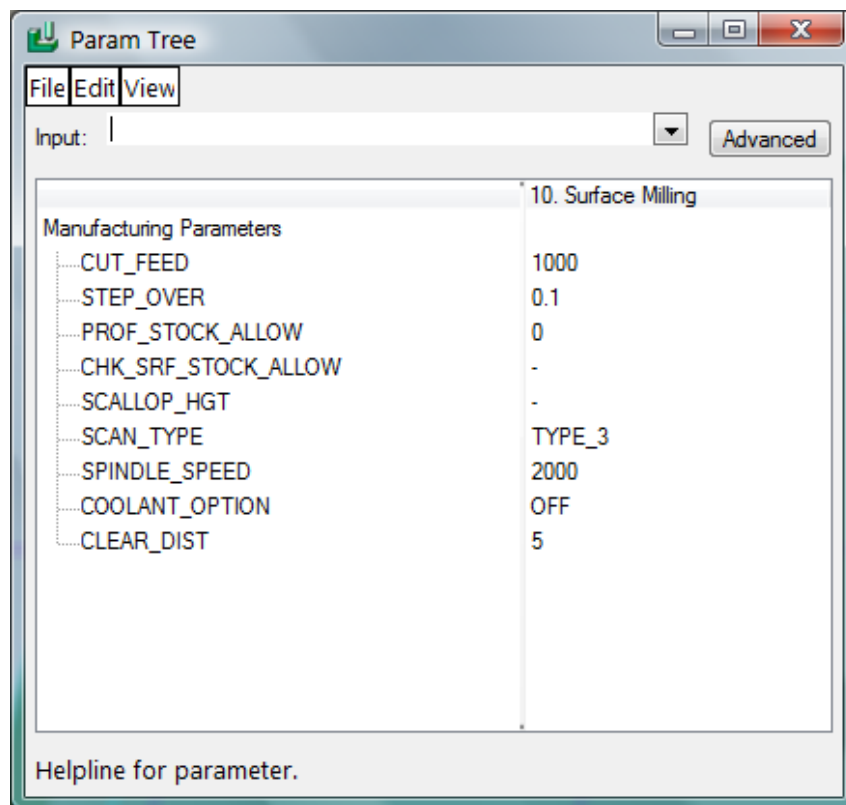 Param Tree
File Edit View
Input: Advanced
10. Surface Milling
Manufacturing Parameters
CUT_FEED 1000
STEP_OVER 0.1
PROF_STOCK_ALLOW 0
CHK_SRF_STOCK_ALLOW -
SCALLOP_HGT -
SCAN_TYPE TYPE_3
SPINDLE_SPEED 2000
COOLANT_OPTION OFF
CLEAR_DIST 5
Helpline for parameter.